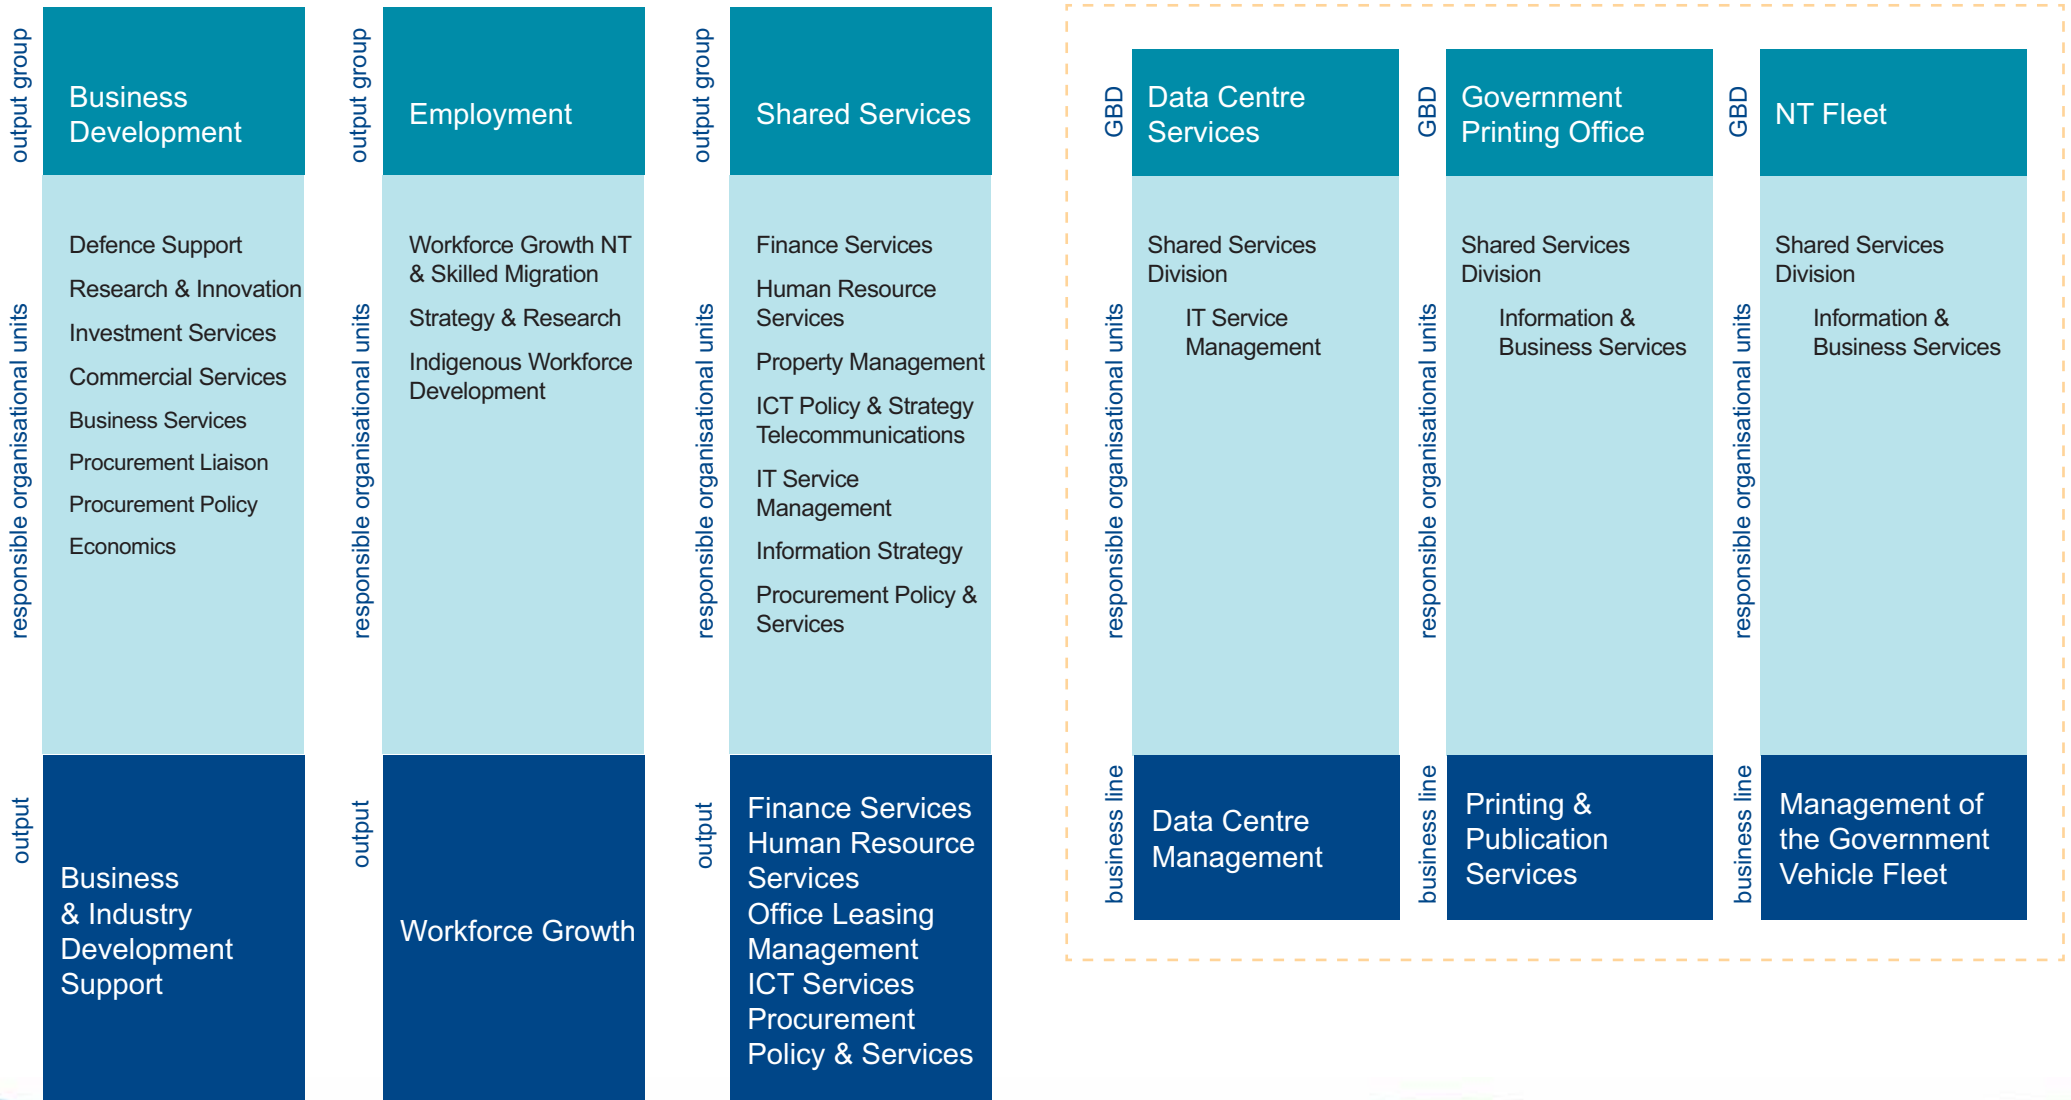 output group
Business
Development
responsible organisational units
Defence Support
Research & Innovation
Investment Services
Commercial Services
Business Services
Procurement Liaison
Procurement Policy
Economics
output
Business
& Industry
Development
Support
output group
Employment
responsible organisational units
Workforce Growth NT
& Skilled Migration
Strategy & Research
Indigenous Workforce
Development
output
Workforce Growth
output group
Shared Services
responsible organisational units
Finance Services
Human Resource
Services
Property Management
ICT Policy & Strategy
Telecommunications
IT Service
Management
Information Strategy
Procurement Policy &
Services
output
Finance Services
Human Resource
Services
Office Leasing
Management
ICT Services
Procurement
Policy & Services
GBD
Data Centre
Services
responsible organisational units
Shared Services
Division
IT Service
Management
business line
Data Centre
Management
GBD
Government
Printing Office
responsible organisational units
Shared Services
Division
Information &
Business Services
business line
Printing &
Publication
Services
GBD
NT Fleet
responsible organisational units
Shared Services
Division
Information &
Business Services
business line
Management of
the Government
Vehicle Fleet